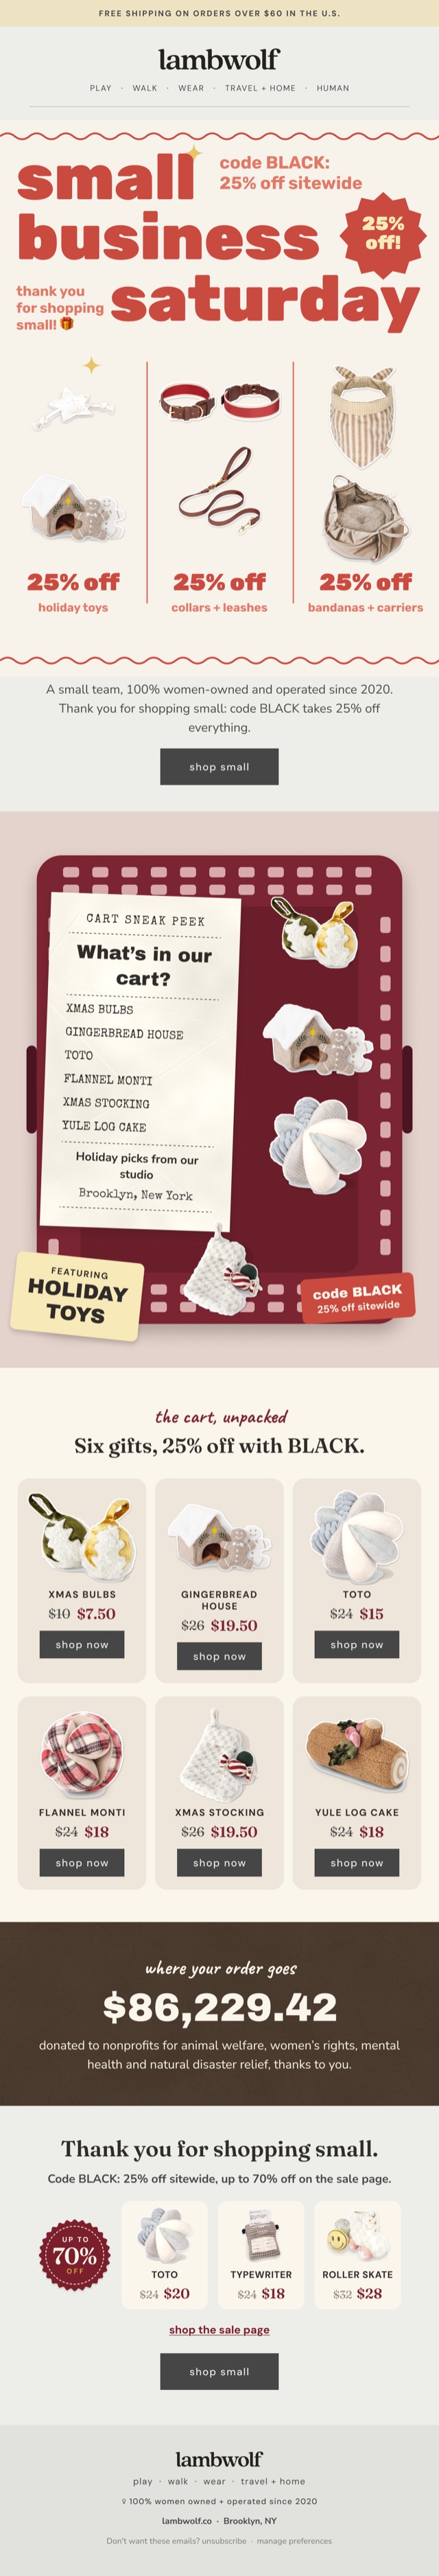 FREE SHIPPING ON ORDERS OVER $60 IN THE U.S.
lambwolf
PLAY · WALK · WEAR · TRAVEL + HOME · HUMAN
small
code BLACK:
25% off sitewide
business
25%
off!
thank you
for shopping
small! 🎁
saturday
25% off
holiday toys
25% off
collars + leashes
25% off
bandanas + carriers
A small team, 100% women-owned and operated since 2020.
Thank you for shopping small: code BLACK takes 25% off
everything.
shop small
CART SNEAK PEEK
What's in our
cart?
XMAS BULBS
GINGERBREAD HOUSE
TOTO
FLANNEL MONTI
XMAS STOCKING
YULE LOG CAKE
Holiday picks from our
studio
Brooklyn, New York
FEATURING
HOLIDAY
TOYS
code BLACK
25% off sitewide
the cart, unpacked
Six gifts, 25% off with BLACK.
XMAS BULBS
$10 $7.50
shop now
GINGERBREAD
HOUSE
$26 $19.50
shop now
TOTO
$24 $15
shop now
FLANNEL MONTI
$24 $18
shop now
XMAS STOCKING
$26 $19.50
shop now
YULE LOG CAKE
$24 $18
shop now
where your order goes
$86,229.42
donated to nonprofits for animal welfare, women's rights, mental
health and natural disaster relief, thanks to you.
Thank you for shopping small.
Code BLACK: 25% off sitewide, up to 70% off on the sale page.
UP TO
70%
OFF
TOTO
$24 $20
TYPEWRITER
$24 $18
ROLLER SKATE
$32 $28
shop the sale page
shop small
lambwolf
play · walk · wear · travel + home
♀ 100% women owned + operated since 2020
lambwolf.co · Brooklyn, NY
Don't want these emails? unsubscribe · manage preferences